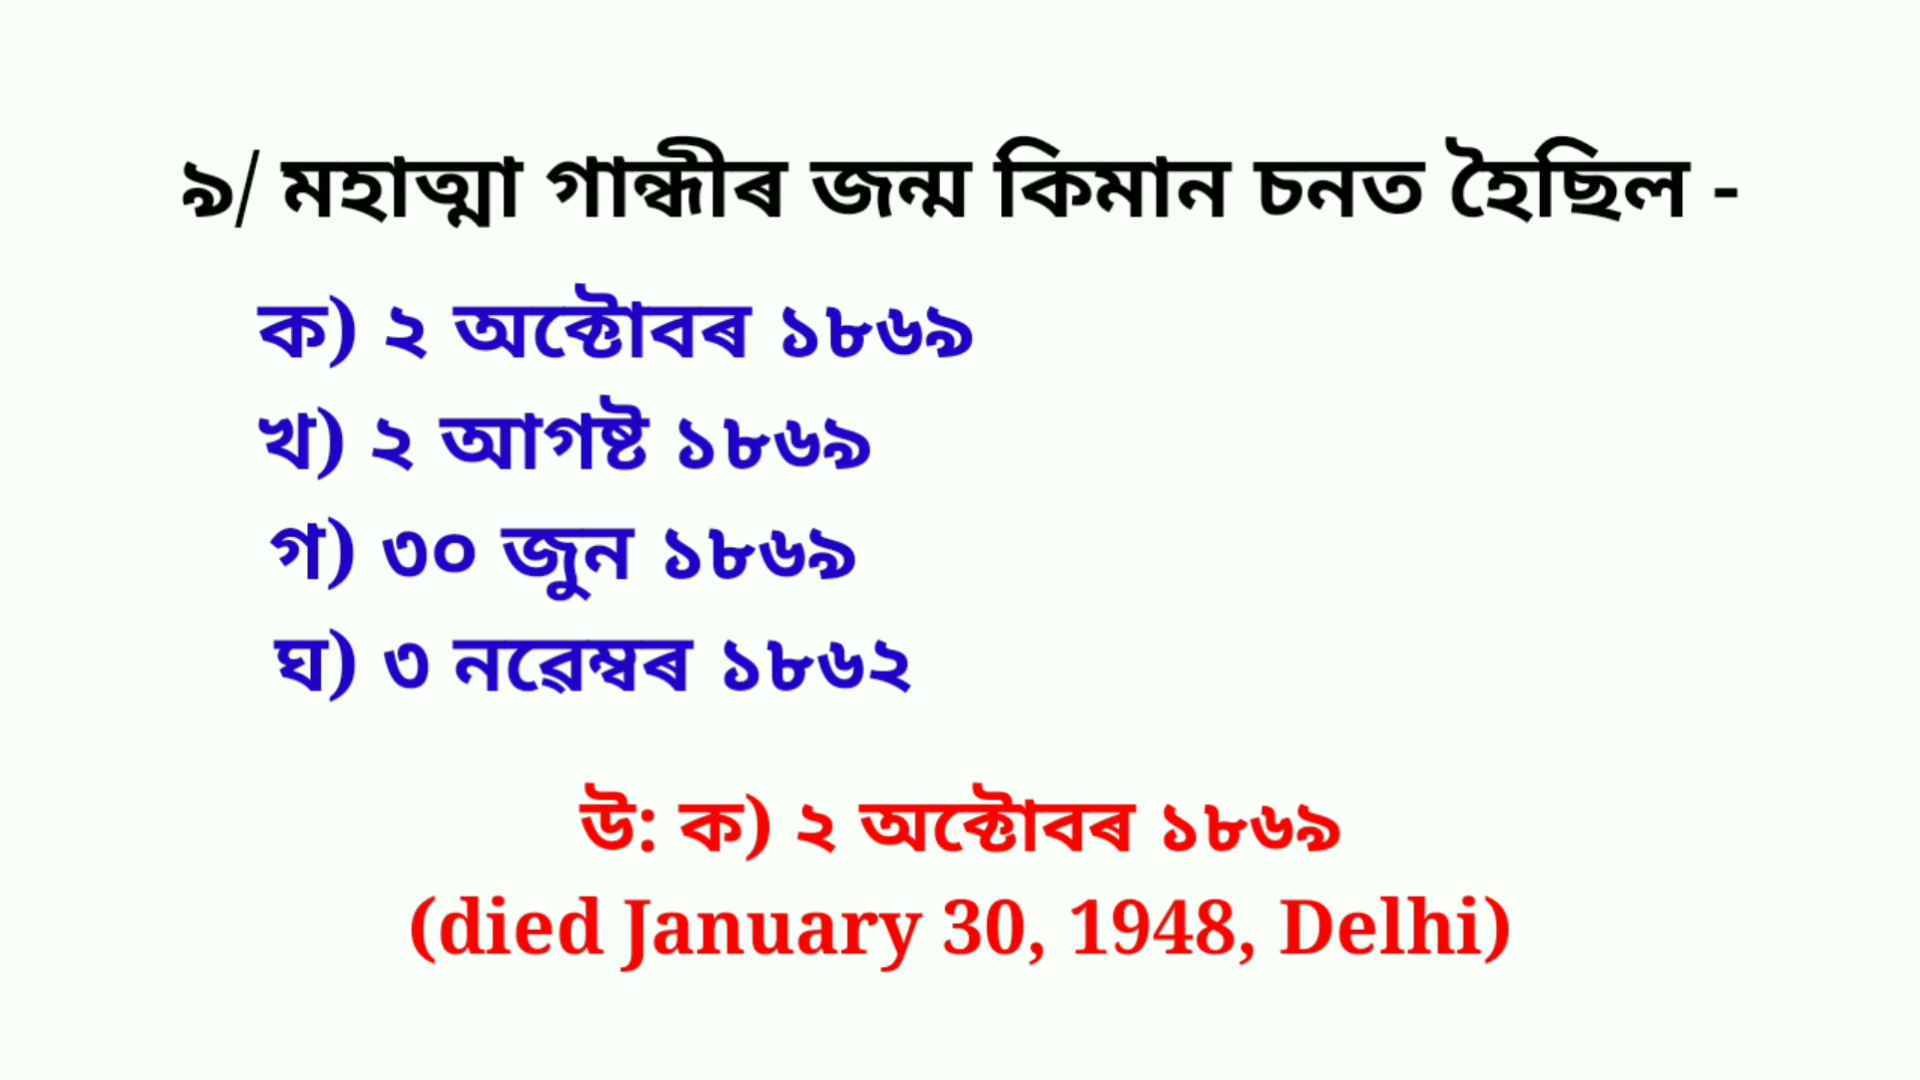 ৯/ মহাত্মা গান্ধীৰ জন্ম কিমান চনত হৈছিল -
ক) ২ অক্টোবৰ ১৮৬৯
খ) ২ আগষ্ট ১৮৬৯
গ) ৩০ জুন ১৮৬৯
ঘ) ৩ নৱেম্বৰ ১৮৬২
উ: ক) ২ অক্টোবৰ ১৮৬৯
(died January 30, 1948, Delhi)